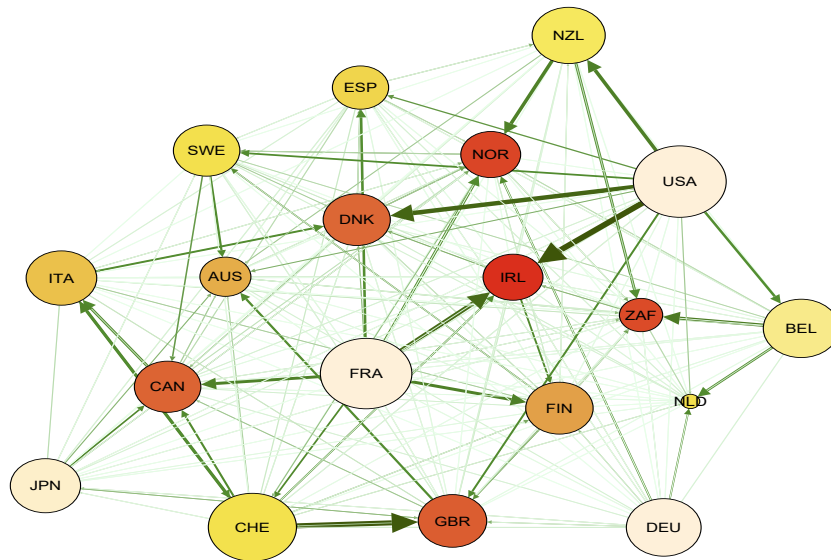 NZL
ESP
SWE
NOR
USA
DNK
ITA
AUS
IRL
ZAF
BEL
FRA
CAN
NLD
FIN
JPN
CHE
GBR
DEU